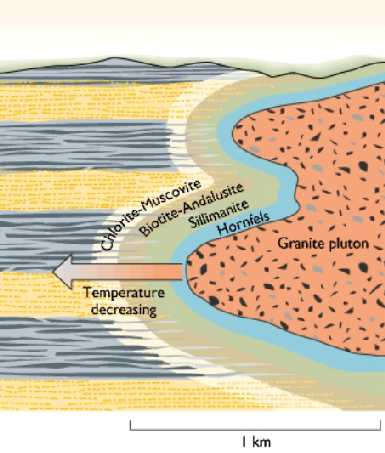 Chlorite-Muscovite
Biotite-Andalusite
Sillimanite
Hornfels
Granite pluton
Temperature
decreasing
1 km